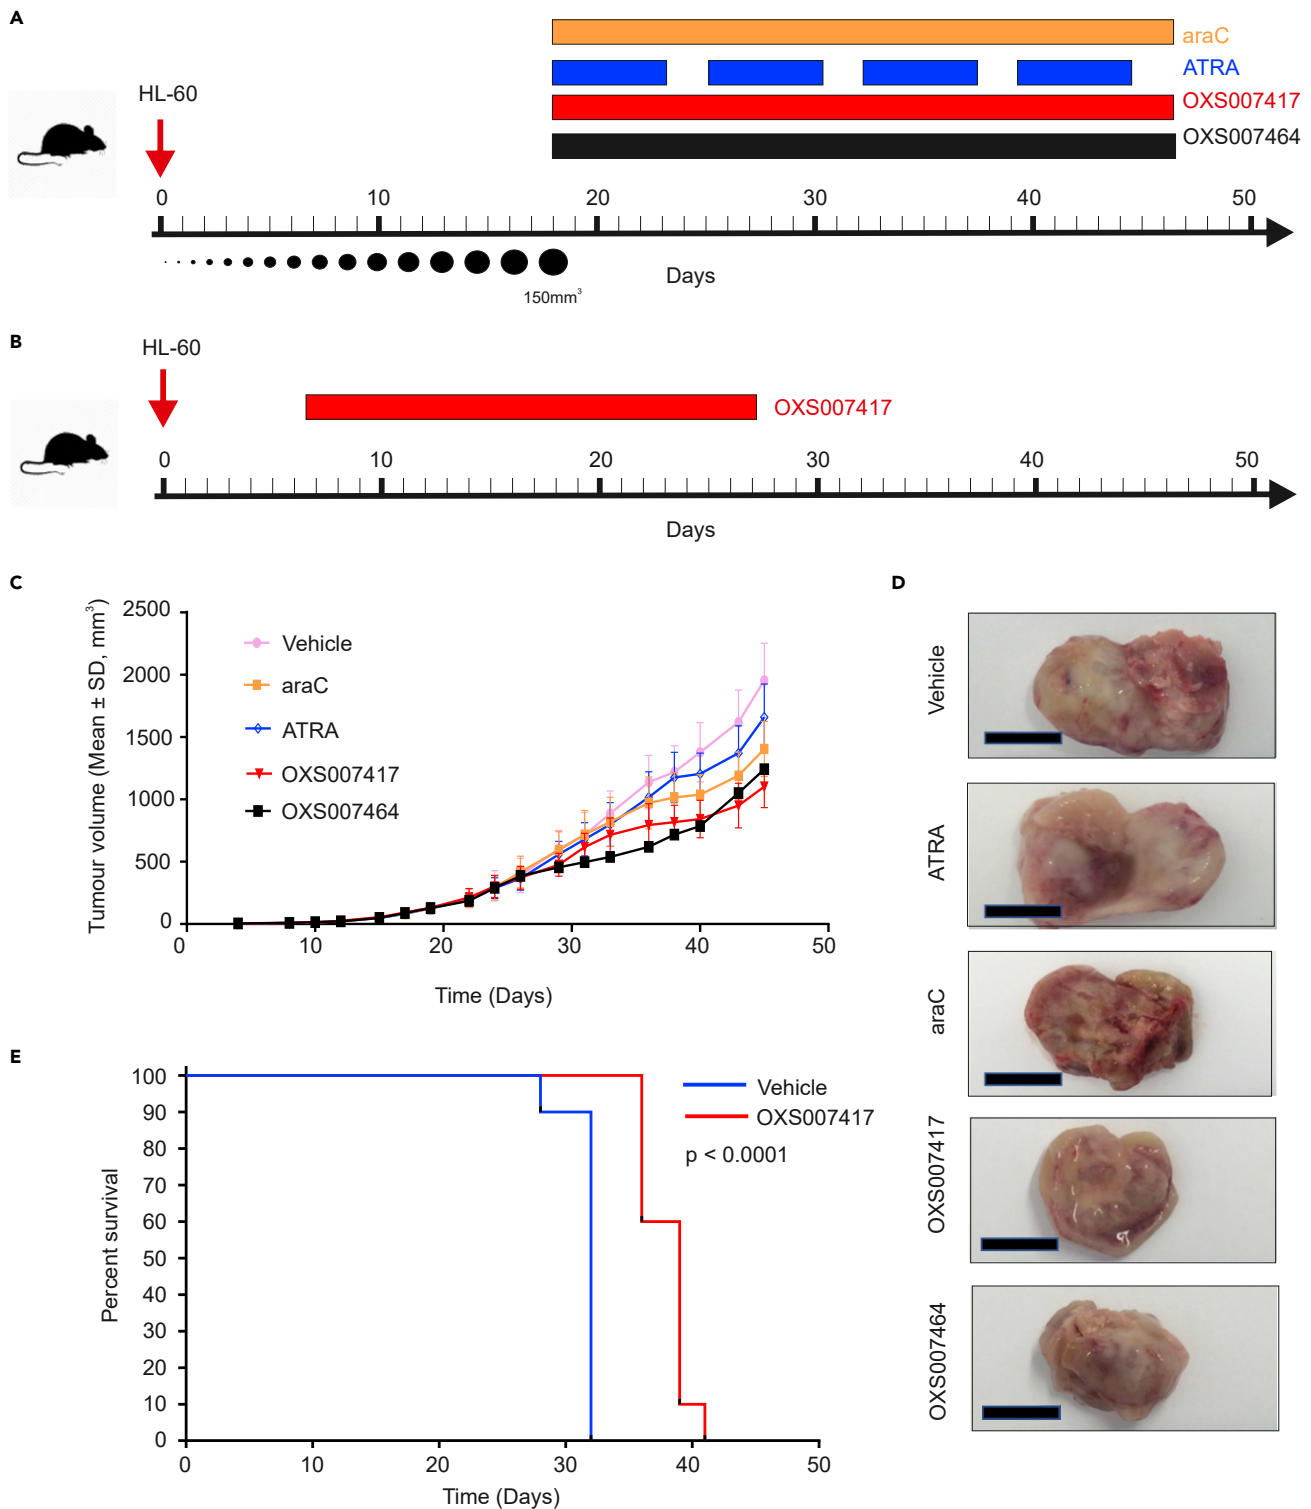 A
araC
ATRA
HL-60
OXS007417
OXS007464
0 10 20 30 40 50
Days
150mm³
B
HL-60
OXS007417
0 10 20 30 40 50
Days
C
Tumour volume (Mean ± SD, mm³)
2500
2000
1500
1000
500
0
Vehicle
araC
ATRA
OXS007417
OXS007464
0 10 20 30 40 50
Time (Days)
D
Vehicle
ATRA
araC
OXS007417
OXS007464
E
Percent survival
100
90
80
70
60
50
40
30
20
10
0
Vehicle
OXS007417
p < 0.0001
0 10 20 30 40 50
Time (Days)